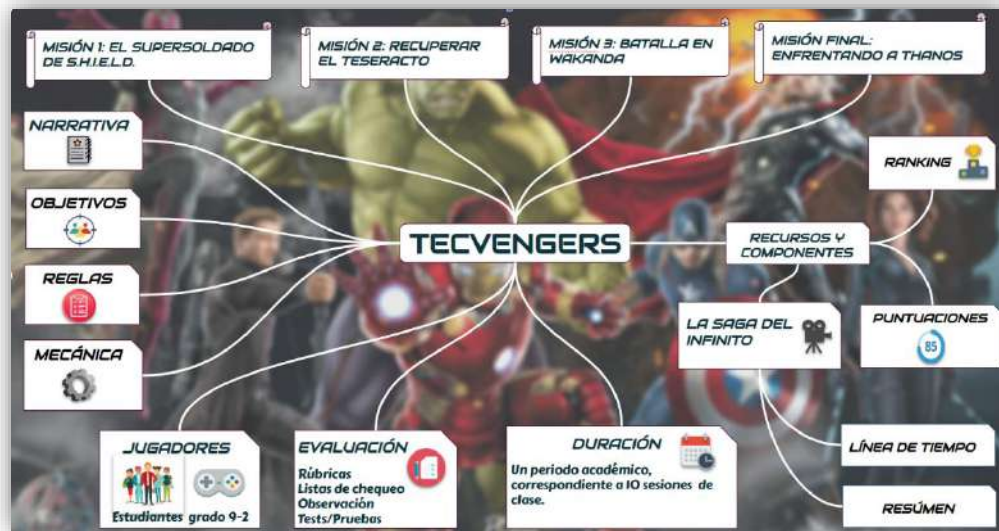 MISIÓN 1: EL SUPERSOLDADO
DE S.H.I.E.L.D.
MISIÓN 2: RECUPERAR
EL TESERACTO
MISIÓN 3: BATALLA EN
WAKANDA
MISIÓN FINAL:
ENFRENTANDO A THANOS
NARRATIVA
OBJETIVOS
REGLAS
MECÁNICA
TECVENGERS
RECURSOS Y
COMPONENTES
RANKING
PUNTUACIONES
85
LA SAGA DEL
INFINITO
LÍNEA DE TIEMPO
RESÚMEN
JUGADORES
Estudiantes grado 9-2
EVALUACIÓN
Rúbricas
Listas de chequeo
Observación
Tests/Pruebas
DURACIÓN
Un periodo académico,
correspondiente a 10 sesiones de
clase.